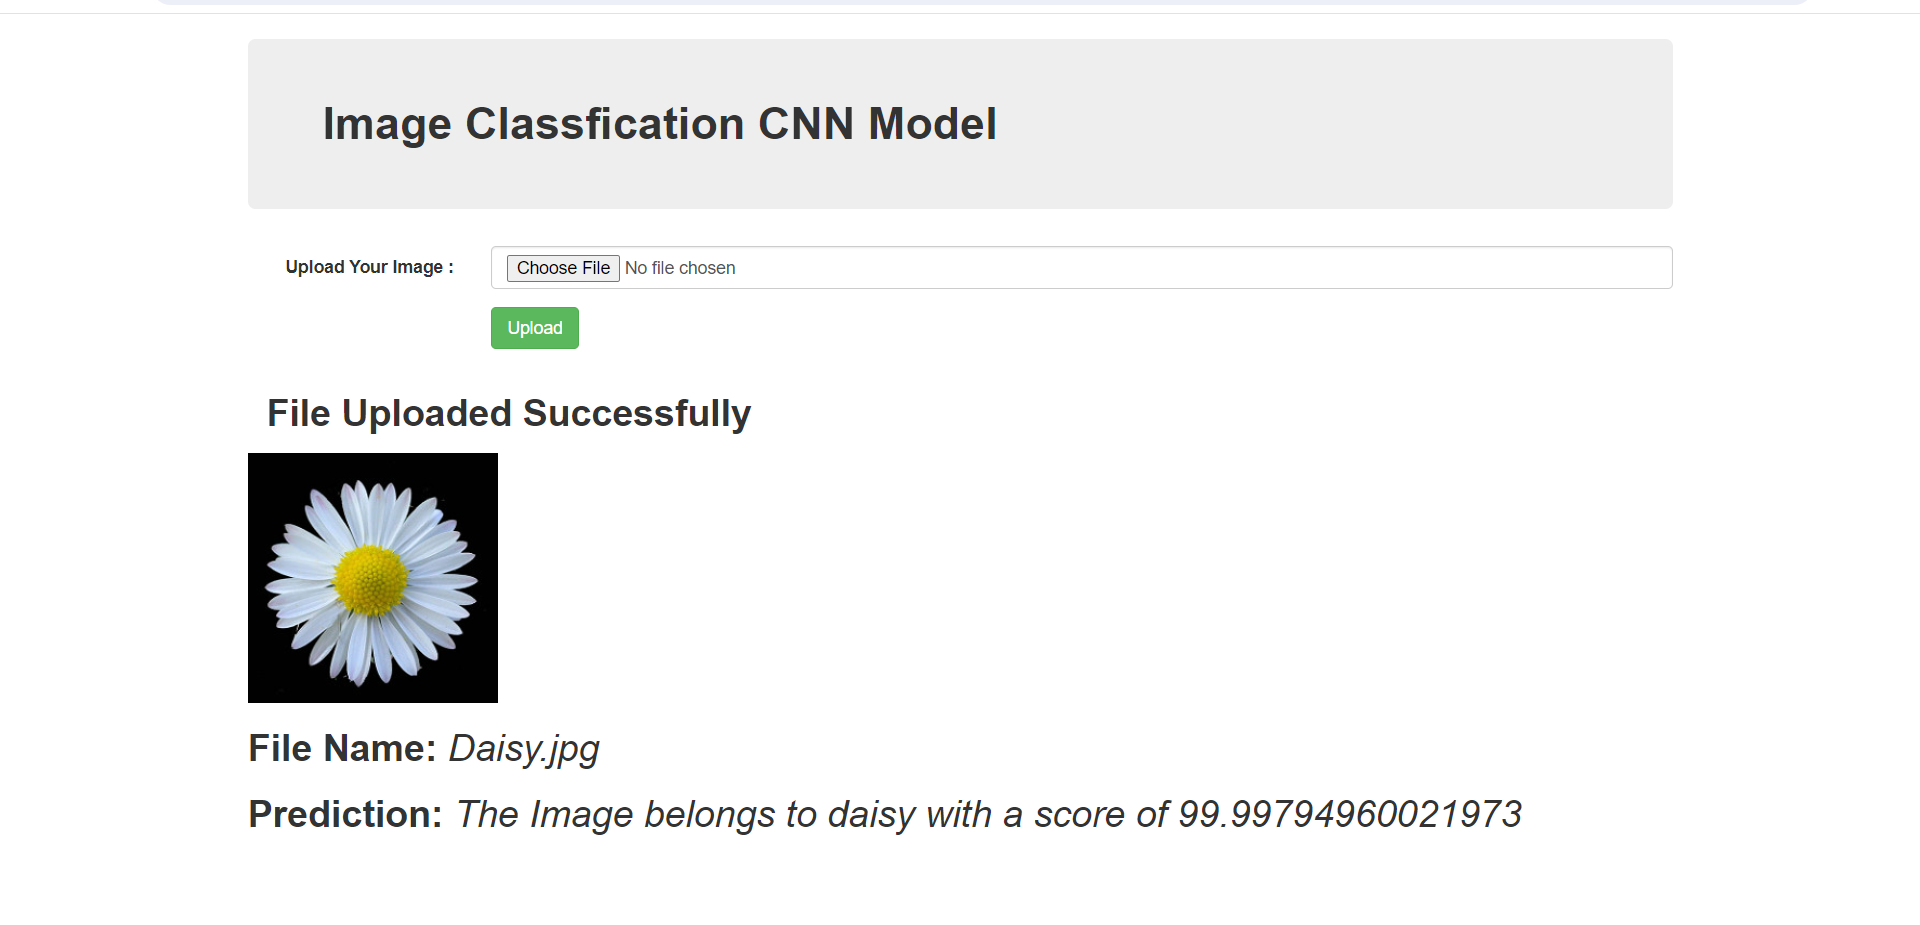 Image Classfication CNN Model
Upload Your Image : Choose File No file chosen
Upload
File Uploaded Successfully
File Name: Daisy.jpg
Prediction: The Image belongs to daisy with a score of 99.99794960021973